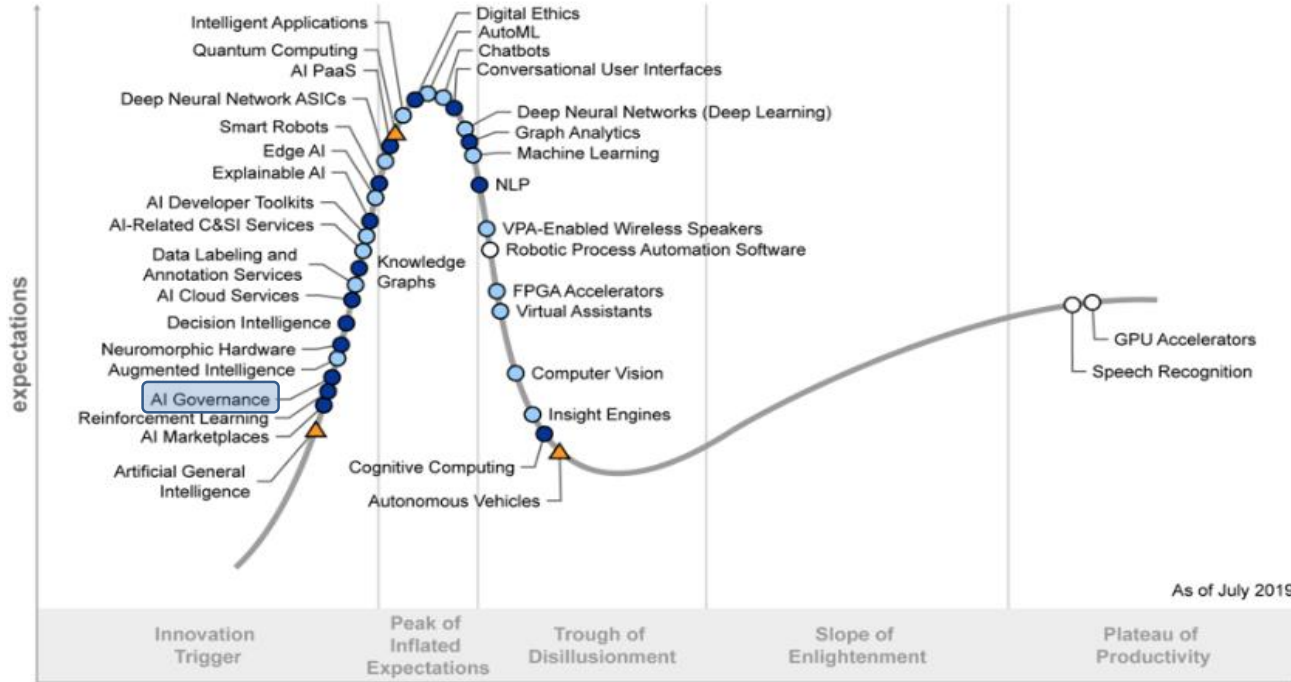 Digital Ethics
Intelligent Applications
AutoML
Quantum Computing
Chatbots
AI PaaS
Conversational User Interfaces
Deep Neural Network ASICs
Deep Neural Networks (Deep Learning)
Smart Robots
Graph Analytics
Edge AI
Machine Learning
Explainable AI
NLP
AI Developer Toolkits
AI-Related C&SI Services
VPA-Enabled Wireless Speakers
Robotic Process Automation Software
Data Labeling and
Annotation Services
Knowledge
Graphs
AI Cloud Services
FPGA Accelerators
Virtual Assistants
Decision Intelligence
Neuromorphic Hardware
Augmented Intelligence
Computer Vision
AI Governance
Reinforcement Learning
Insight Engines
AI Marketplaces
Cognitive Computing
Artificial General
Intelligence
Autonomous Vehicles
GPU Accelerators
Speech Recognition
expectations
As of July 2019
Innovation
Trigger
Peak of
Inflated
Expectations
Trough of
Disillusionment
Slope of
Enlightenment
Plateau of
Productivity